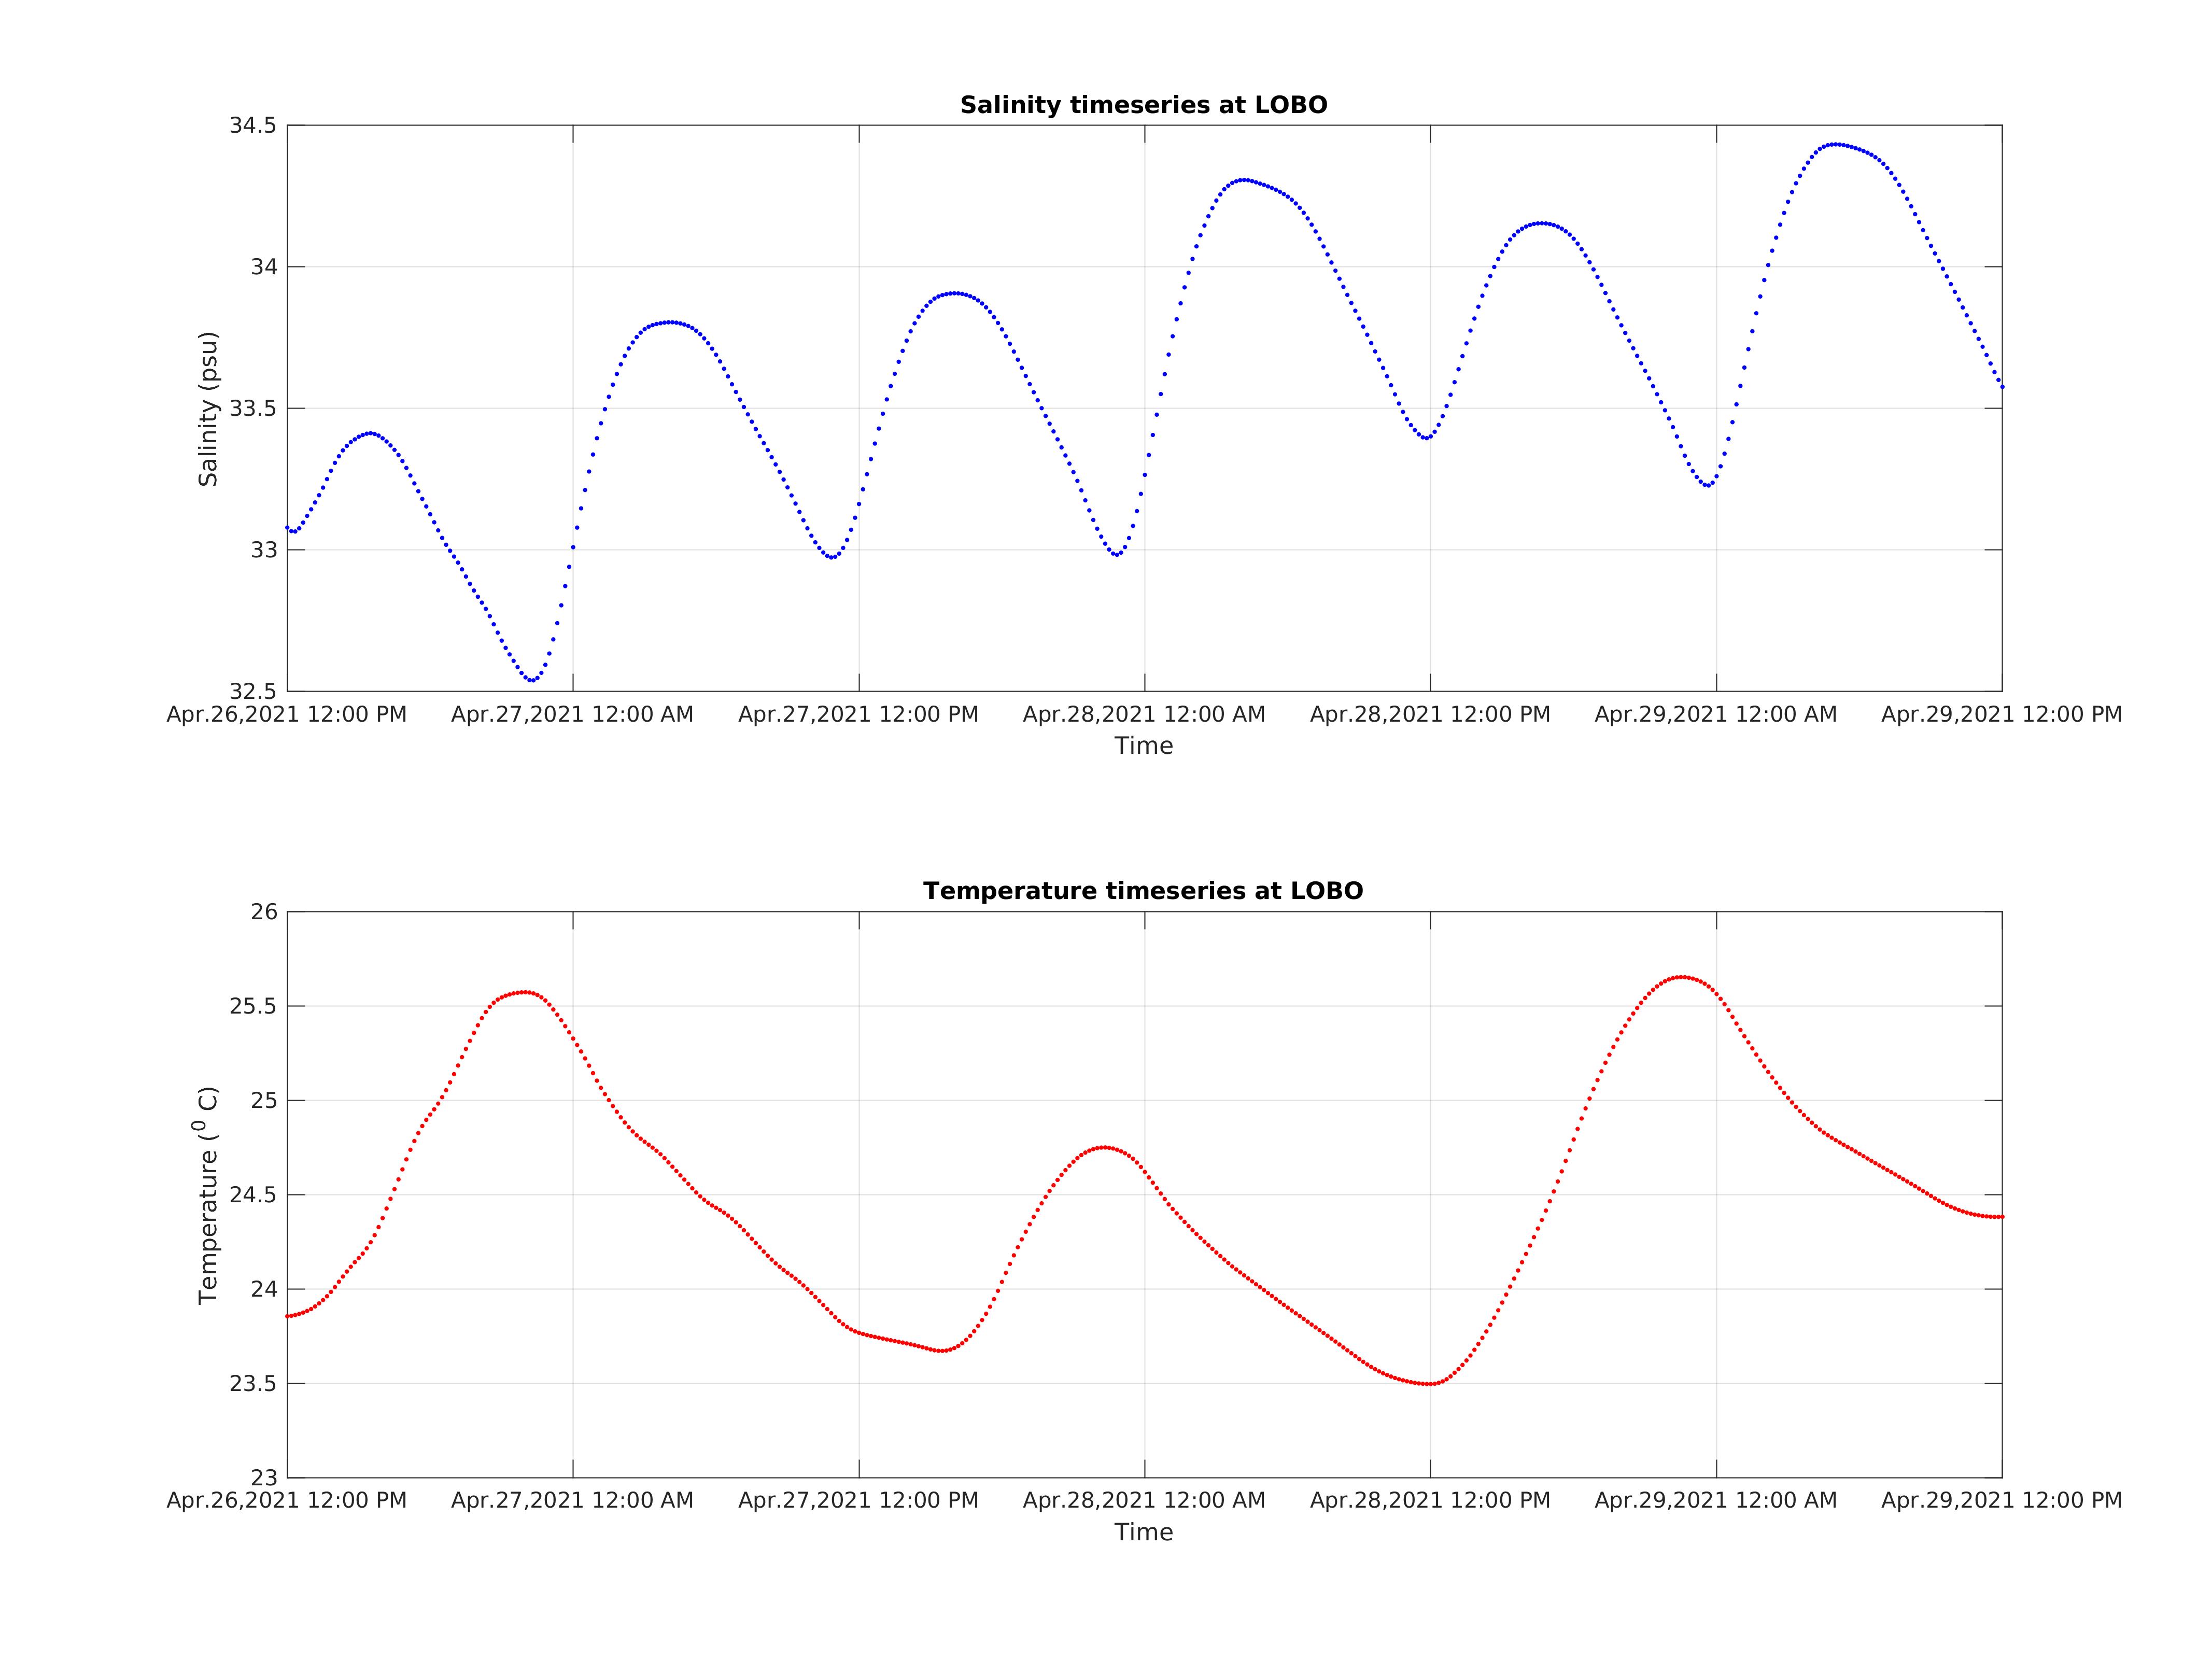 Salinity timeseries at LOBO
34.5
34
33.5
33
32.5
Salinity (psu)
Apr.26,2021 12:00 PM Apr.27,2021 12:00 AM Apr.27,2021 12:00 PM Apr.28,2021 12:00 AM Apr.28,2021 12:00 PM Apr.29,2021 12:00 AM Apr.29,2021 12:00 PM
Time
Temperature timeseries at LOBO
26
25.5
25
24.5
24
23.5
23
Temperature (⁰ C)
Apr.26,2021 12:00 PM Apr.27,2021 12:00 AM Apr.27,2021 12:00 PM Apr.28,2021 12:00 AM Apr.28,2021 12:00 PM Apr.29,2021 12:00 AM Apr.29,2021 12:00 PM
Time